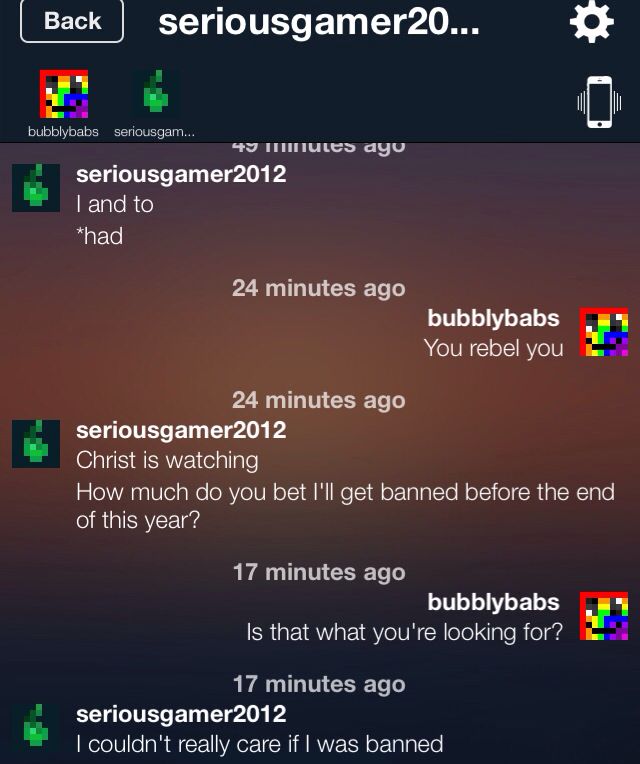 Back
seriousgamer20...
bubblybabs
seriousgam...
49 minutes ago
seriousgamer2012
I and to
*had
24 minutes ago
bubblybabs
You rebel you
24 minutes ago
seriousgamer2012
Christ is watching
How much do you bet I'll get banned before the end
of this year?
17 minutes ago
bubblybabs
Is that what you're looking for?
17 minutes ago
seriousgamer2012
I couldn't really care if I was banned